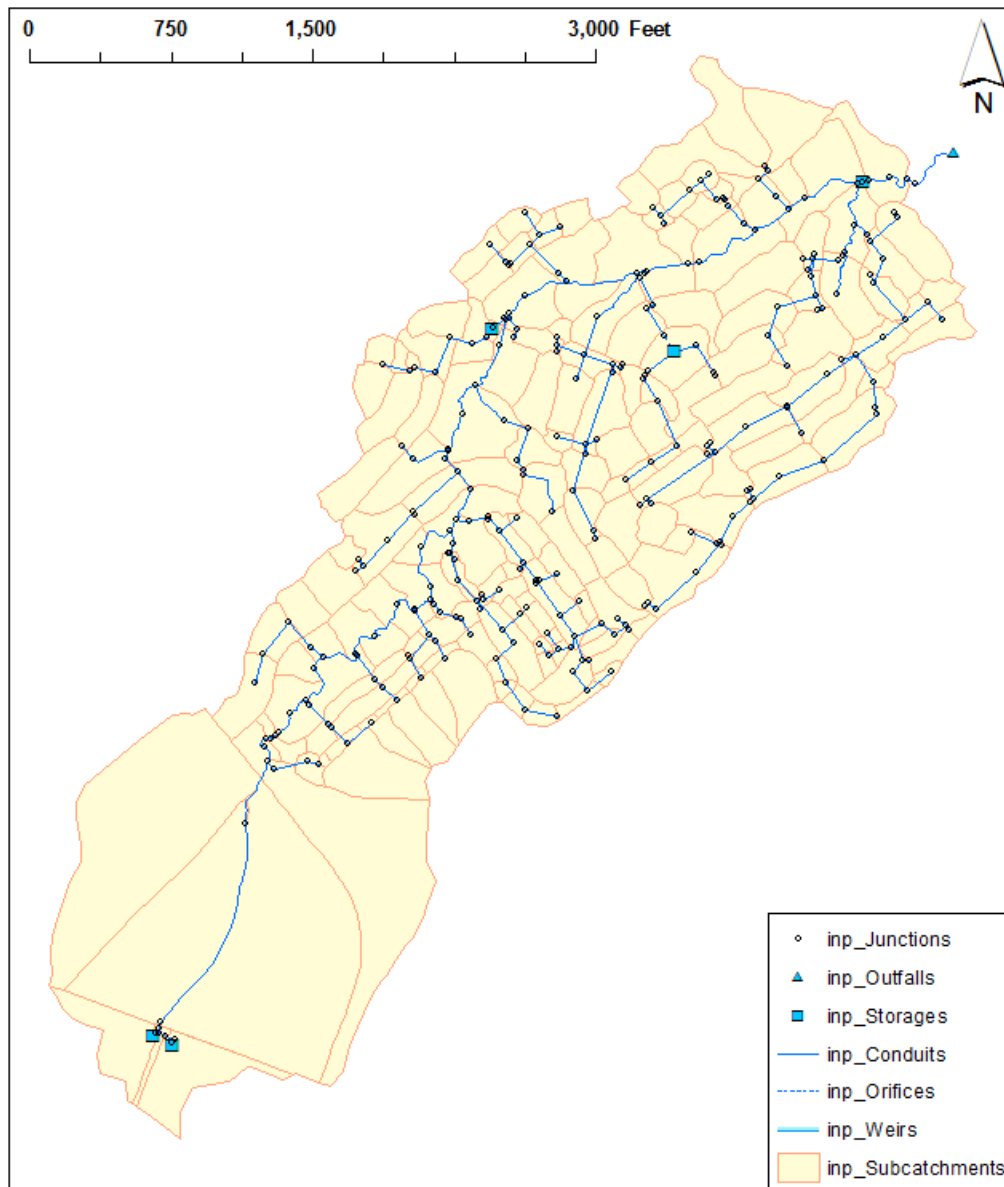 0 750 1,500 3,000 Feet
N
inp_Junctions
inp_Outfalls
inp_Storages
inp_Conduits
inp_Orifices
inp_Weirs
inp_Subcatchments